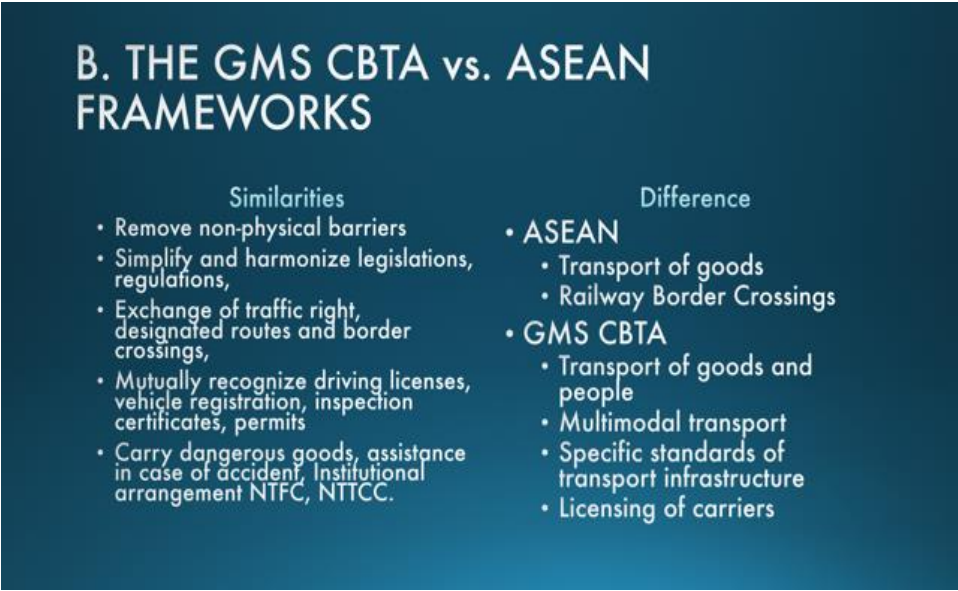 B. THE GMS CBTA vs. ASEAN
FRAMEWORKS
Similarities
• Remove non-physical barriers
• Simplify and harmonize legislations,
regulations,
• Exchange of traffic right,
designated routes and border
crossings,
• Mutually recognize driving licenses,
vehicle registration, inspection
certificates, permits
• Carry dangerous goods, assistance
in case of accident, Institutional
arrangement NTFC, NTTCC.
Difference
• ASEAN
• Transport of goods
• Railway Border Crossings
• GMS CBTA
• Transport of goods and
people
• Multimodal transport
• Specific standards of
transport infrastructure
• Licensing of carriers